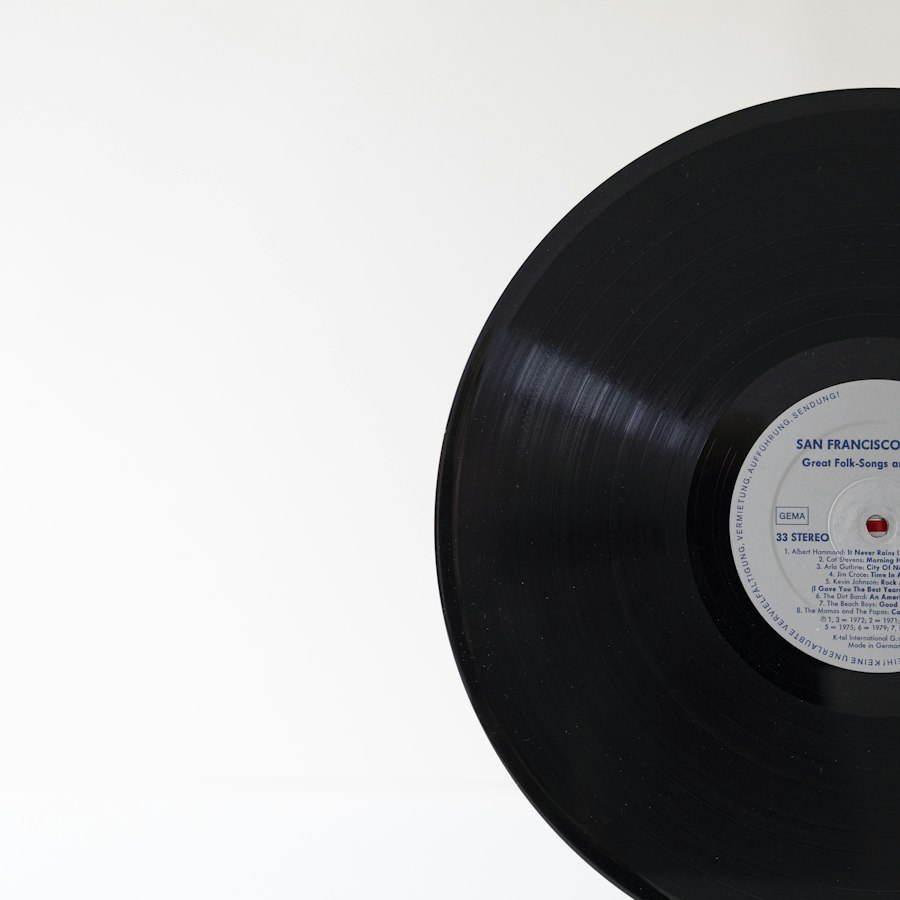 SAN FRANCISCO
Great Folk-Songs
GEMA
33 STEREO
1. Albert Hammond: It Never Rains
2. Cat Stevens: Morning
3. Arlo Guthrie: City Of
4. Jim Croce: Time In A
5. Kevin Johnson: Rock
(I Gave You The Best
6. The Dirt Band: An
7. The Beach Boys: Good
8. The Mamas and The Papas:
℗ 1, 3 = 1972; 2 = 1971;
5 = 1975; 6 = 1979; 7,
K-tel International
Made in
KEINE UNERLAUBTE VERVIELFÄLTIGUNG, VERMIETUNG, AUFFÜHRUNG, SENDUNG!